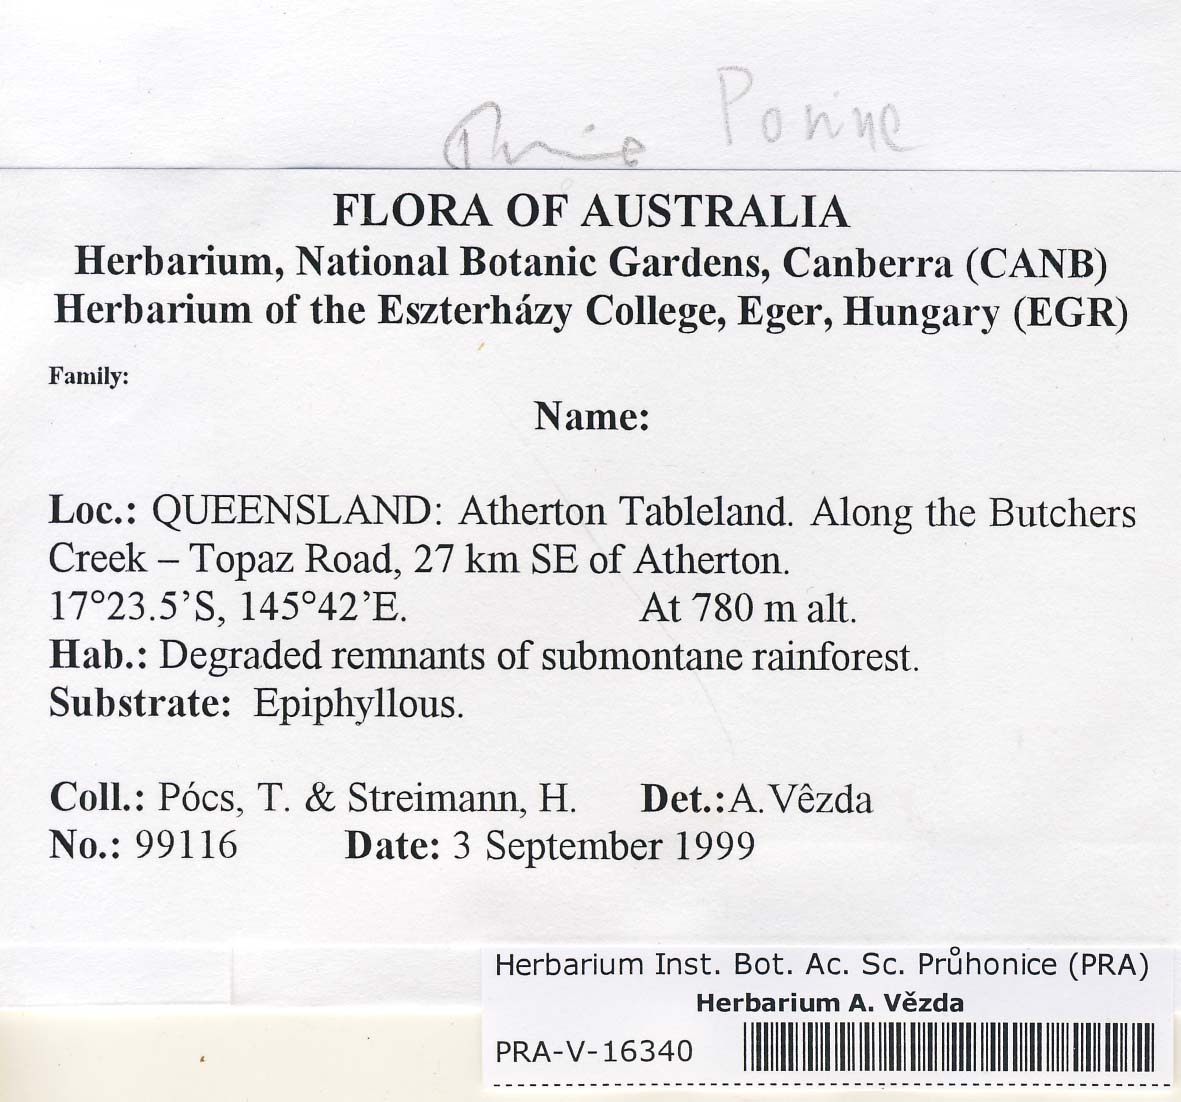 Porine
FLORA OF AUSTRALIA
Herbarium, National Botanic Gardens, Canberra (CANB)
Herbarium of the Eszterházy College, Eger, Hungary (EGR)
Family:
Name:
Loc.: QUEENSLAND: Atherton Tableland. Along the Butchers
Creek – Topaz Road, 27 km SE of Atherton.
17°23.5’S, 145°42’E. At 780 m alt.
Hab.: Degraded remnants of submontane rainforest.
Substrate: Epiphyllous.
Coll.: Pócs, T. & Streimann, H. Det.: A. Vêzda
No.: 99116 Date: 3 September 1999
Herbarium Inst. Bot. Ac. Sc. Průhonice (PRA)
Herbarium A. Vězda
PRA-V-16340